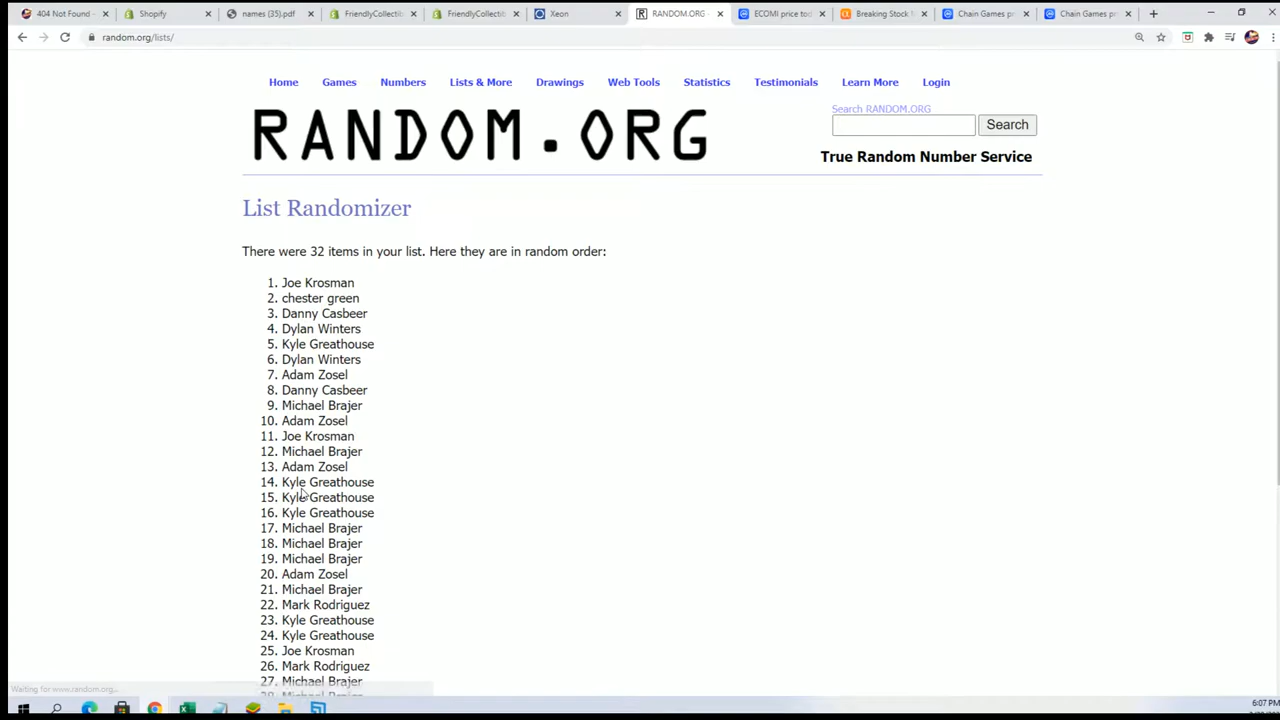 404 Not Found -
Shopify
names (35).pdf
FriendlyCollectib
FriendlyCollectib
Xeon
RANDOM.ORG -
ECOMI price tod
Breaking Stock M
Chain Games pr
Chain Games pr
random.org/lists/
Home Games Numbers Lists & More Drawings Web Tools Statistics Testimonials Learn More Login
Search RANDOM.ORG
RANDOM.ORG
Search
True Random Number Service
List Randomizer
There were 32 items in your list. Here they are in random order:
1. Joe Krosman
2. chester green
3. Danny Casbeer
4. Dylan Winters
5. Kyle Greathouse
6. Dylan Winters
7. Adam Zosel
8. Danny Casbeer
9. Michael Brajer
10. Adam Zosel
11. Joe Krosman
12. Michael Brajer
13. Adam Zosel
14. Kyle Greathouse
15. Kyle Greathouse
16. Kyle Greathouse
17. Michael Brajer
18. Michael Brajer
19. Michael Brajer
20. Adam Zosel
21. Michael Brajer
22. Mark Rodriguez
23. Kyle Greathouse
24. Kyle Greathouse
25. Joe Krosman
26. Mark Rodriguez
27. Michael Brajer
Waiting for www.random.org...
6:07 PM